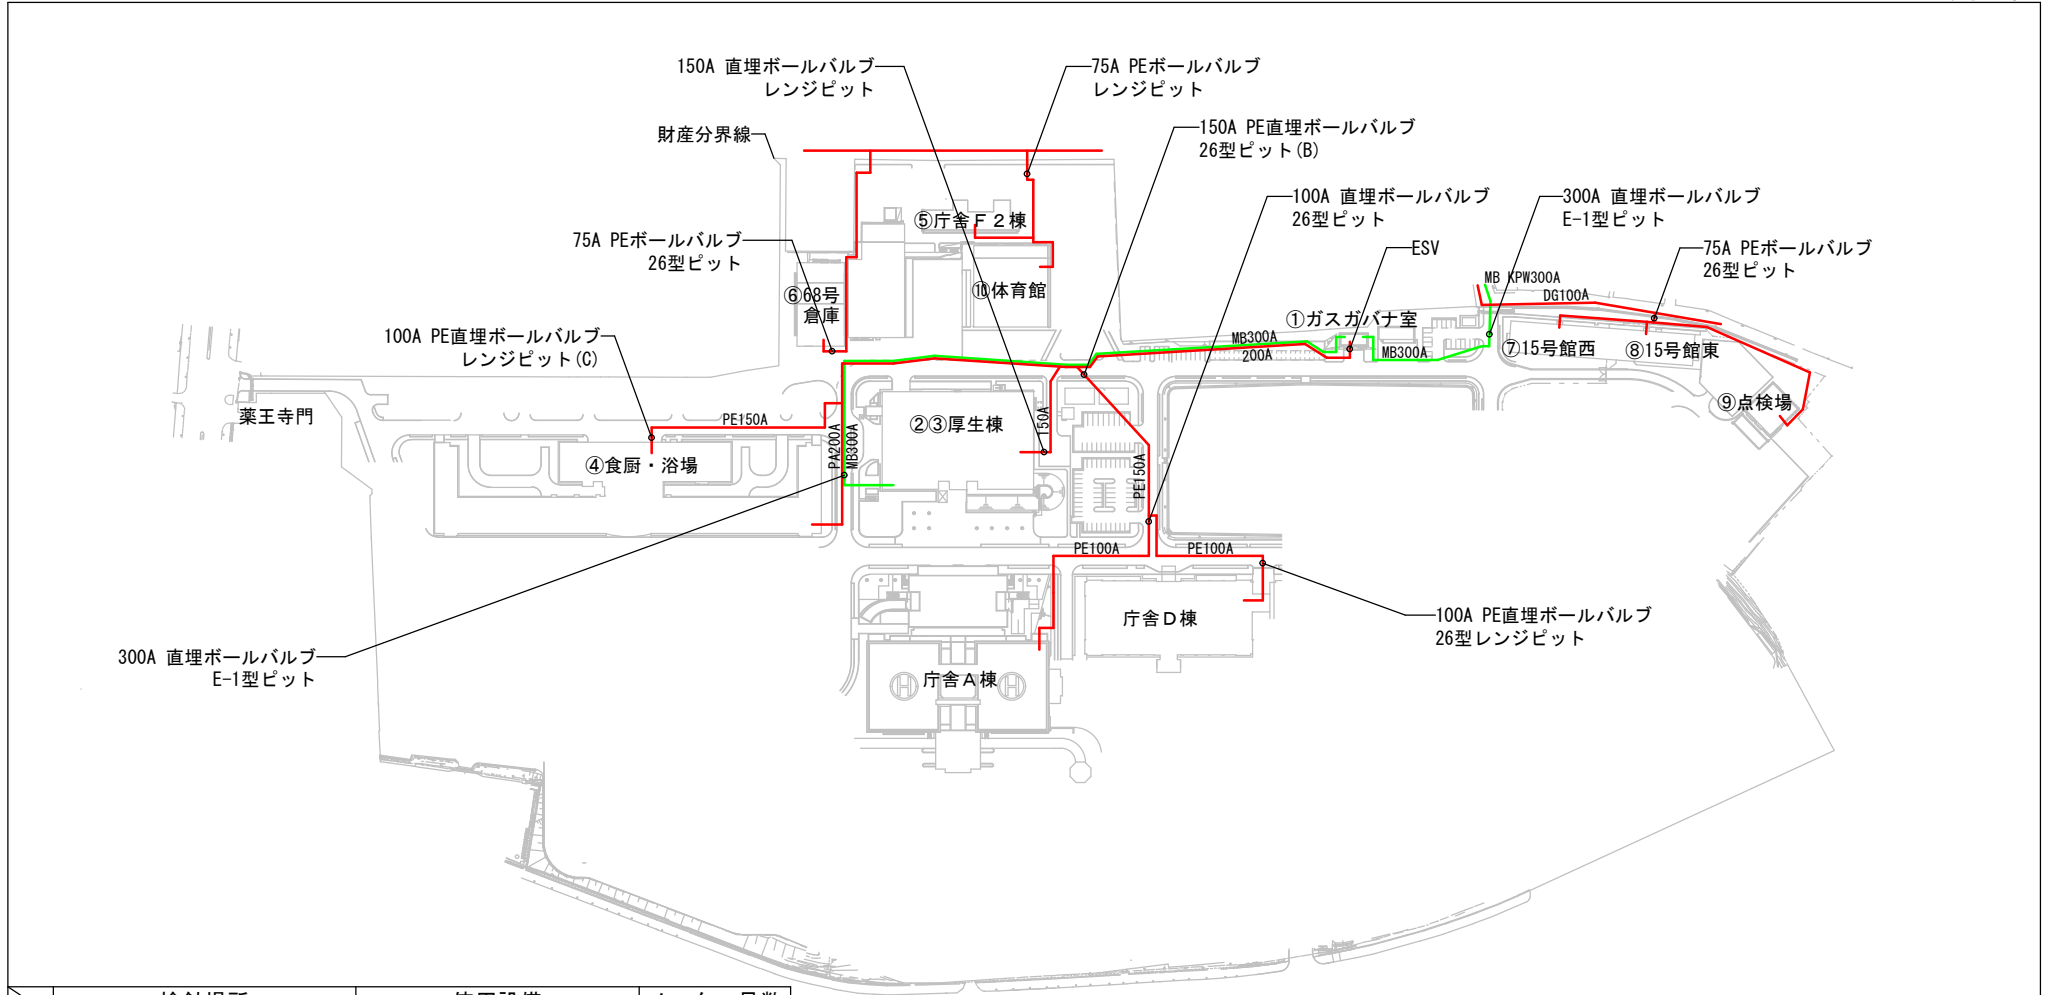 150A 直埋ボールバルブ
レンジピット
75A PEボールバルブ
レンジピット
財産分界線
150A PE直埋ボールバルブ
26型ピット(B)
100A 直埋ボールバルブ
26型ピット
300A 直埋ボールバルブ
E-1型ピット
⑤庁舎F2棟
75A PEボールバルブ
26型ピット
ESV
75A PEボールバルブ
26型ピット
MB KPW300A
DG100A
⑥68号
倉庫
⑩体育館
①ガスガバナ室
100A PE直埋ボールバルブ
レンジピット(C)
MB300A
200A
MB300A
⑦15号館西
⑧15号館東
⑨点検場
薬王寺門
PE150A
②③厚生棟
150A
④食厨・浴場
PA200A
MB300A
PE150A
PE100A
PE100A
庁舎D棟
100A PE直埋ボールバルブ
26型レンジピット
300A 直埋ボールバルブ
E-1型ピット
庁舎A棟